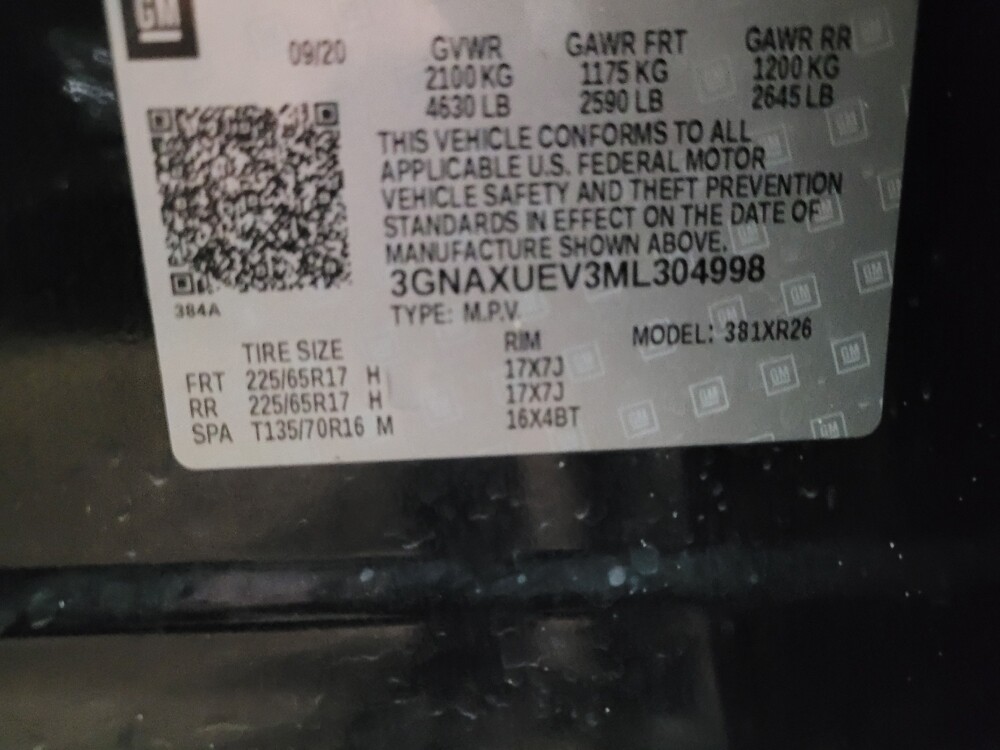 GM
09/20 GVWR GAWR FRT GAWR RR
2100 KG 1175 KG 1200 KG
4630 LB 2590 LB 2645 LB
THIS VEHICLE CONFORMS TO ALL
APPLICABLE U.S. FEDERAL MOTOR
VEHICLE SAFETY AND THEFT PREVENTION
STANDARDS IN EFFECT ON THE DATE OF
MANUFACTURE SHOWN ABOVE.
3GNAXUEV3ML304998
384A
TYPE: M.P.V.
MODEL: 381XR26
TIRE SIZE RIM
FRT 225/65R17 H 17X7J
RR 225/65R17 H 17X7J
SPA T135/70R16 M 16X4BT